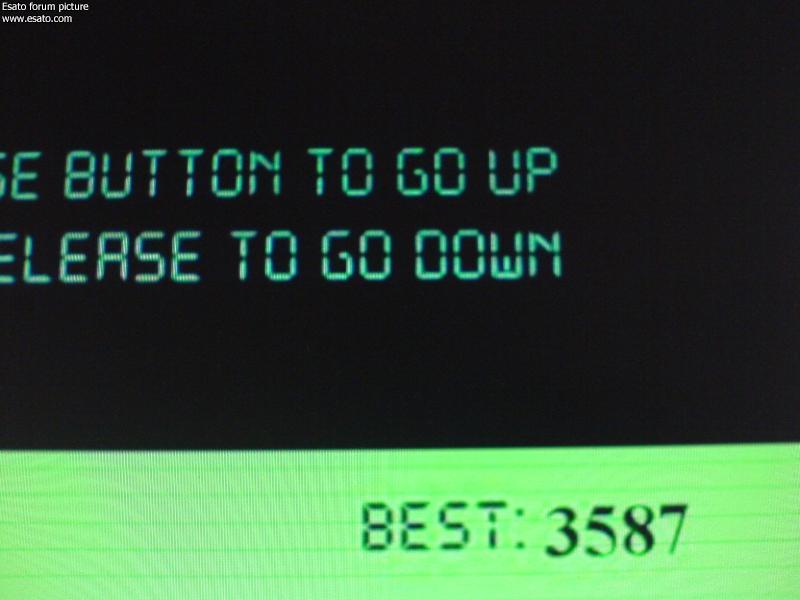 Esato forum picture
www.esato.com
SE BUTTON TO GO UP
ELEASE TO GO DOWN
BEST: 3587